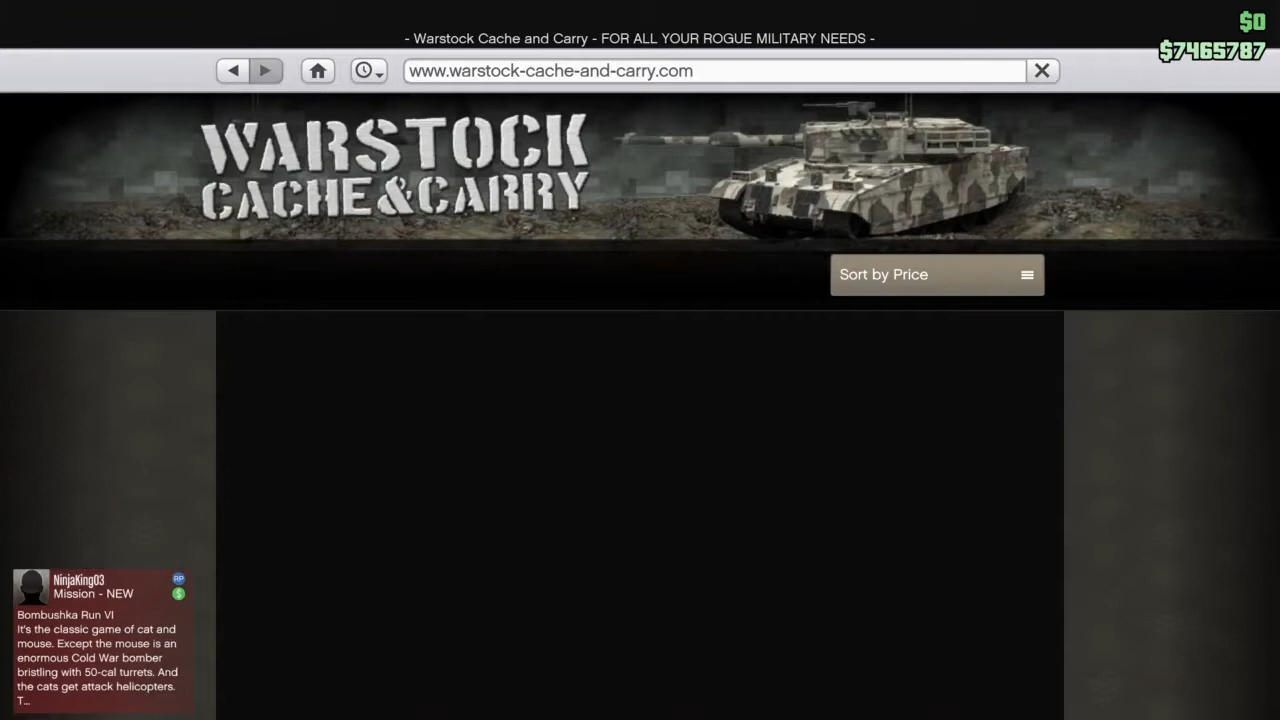 $0
- Warstock Cache and Carry - FOR ALL YOUR ROGUE MILITARY NEEDS -
$7465787
www.warstock-cache-and-carry.com
WARSTOCK
CACHE & CARRY
Sort by Price
NinjaKing03
RP
Mission - NEW
$
Bombushka Run VI
It's the classic game of cat and
mouse. Except the mouse is an
enormous Cold War bomber
bristling with 50-cal turrets. And
the cats get attack helicopters.
T...